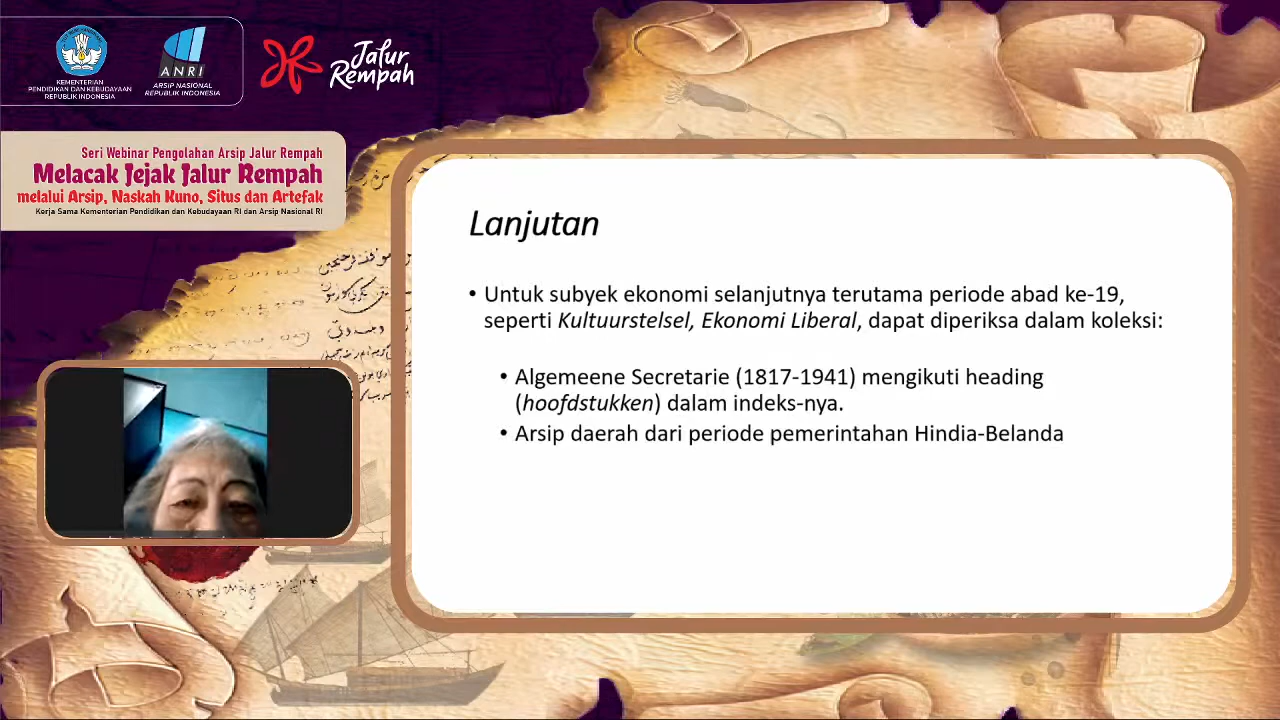 KEMENTERIAN
PENDIDIKAN DAN KEBUDAYAAN
REPUBLIK INDONESIA
ANRI
ARSIP NASIONAL
REPUBLIK INDONESIA
Jalur
Rempah
Seri Webinar Pengolahan Arsip Jalur Rempah
Melacak Jejak Jalur Rempah
melalui Arsip, Naskah Kuno, Situs dan Artefak
Kerja Sama Kementerian Pendidikan dan Kebudayaan RI dan Arsip Nasional RI
Lanjutan
• Untuk subyek ekonomi selanjutnya terutama periode abad ke-19,
seperti Kultuurstelsel, Ekonomi Liberal, dapat diperiksa dalam koleksi:
• Algemeene Secretarie (1817-1941) mengikuti heading
(hoofdstukken) dalam indeks-nya.
• Arsip daerah dari periode pemerintahan Hindia-Belanda